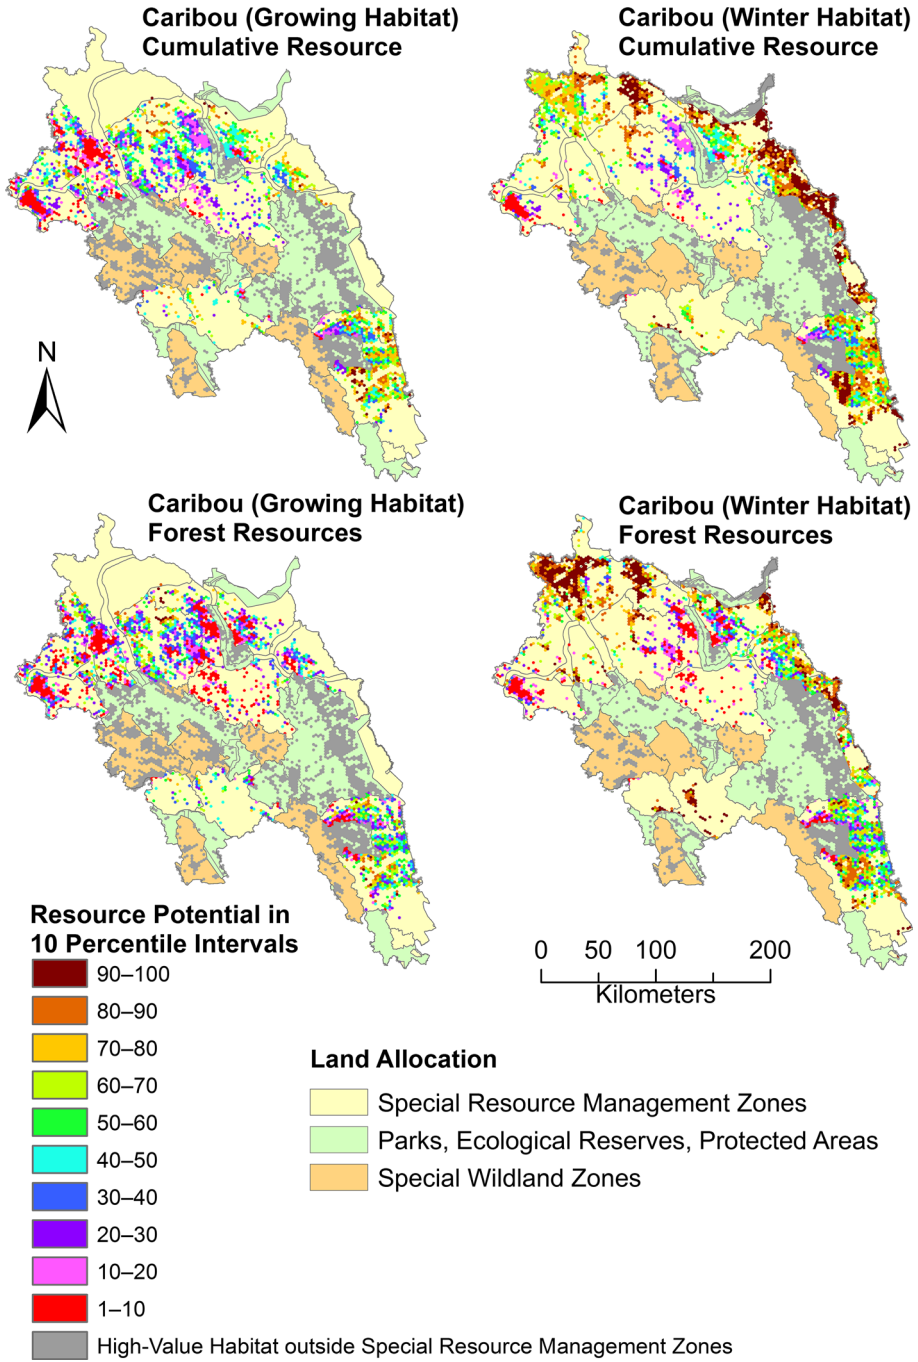 Caribou (Growing Habitat)
Cumulative Resource
Caribou (Winter Habitat)
Cumulative Resource
N
Caribou (Growing Habitat)
Forest Resources
Caribou (Winter Habitat)
Forest Resources
Resource Potential in
10 Percentile Intervals
90–100
80–90
70–80
60–70
50–60
40–50
30–40
20–30
10–20
1–10
High-Value Habitat outside Special Resource Management Zones
0 50 100 200
Kilometers
Land Allocation
Special Resource Management Zones
Parks, Ecological Reserves, Protected Areas
Special Wildland Zones